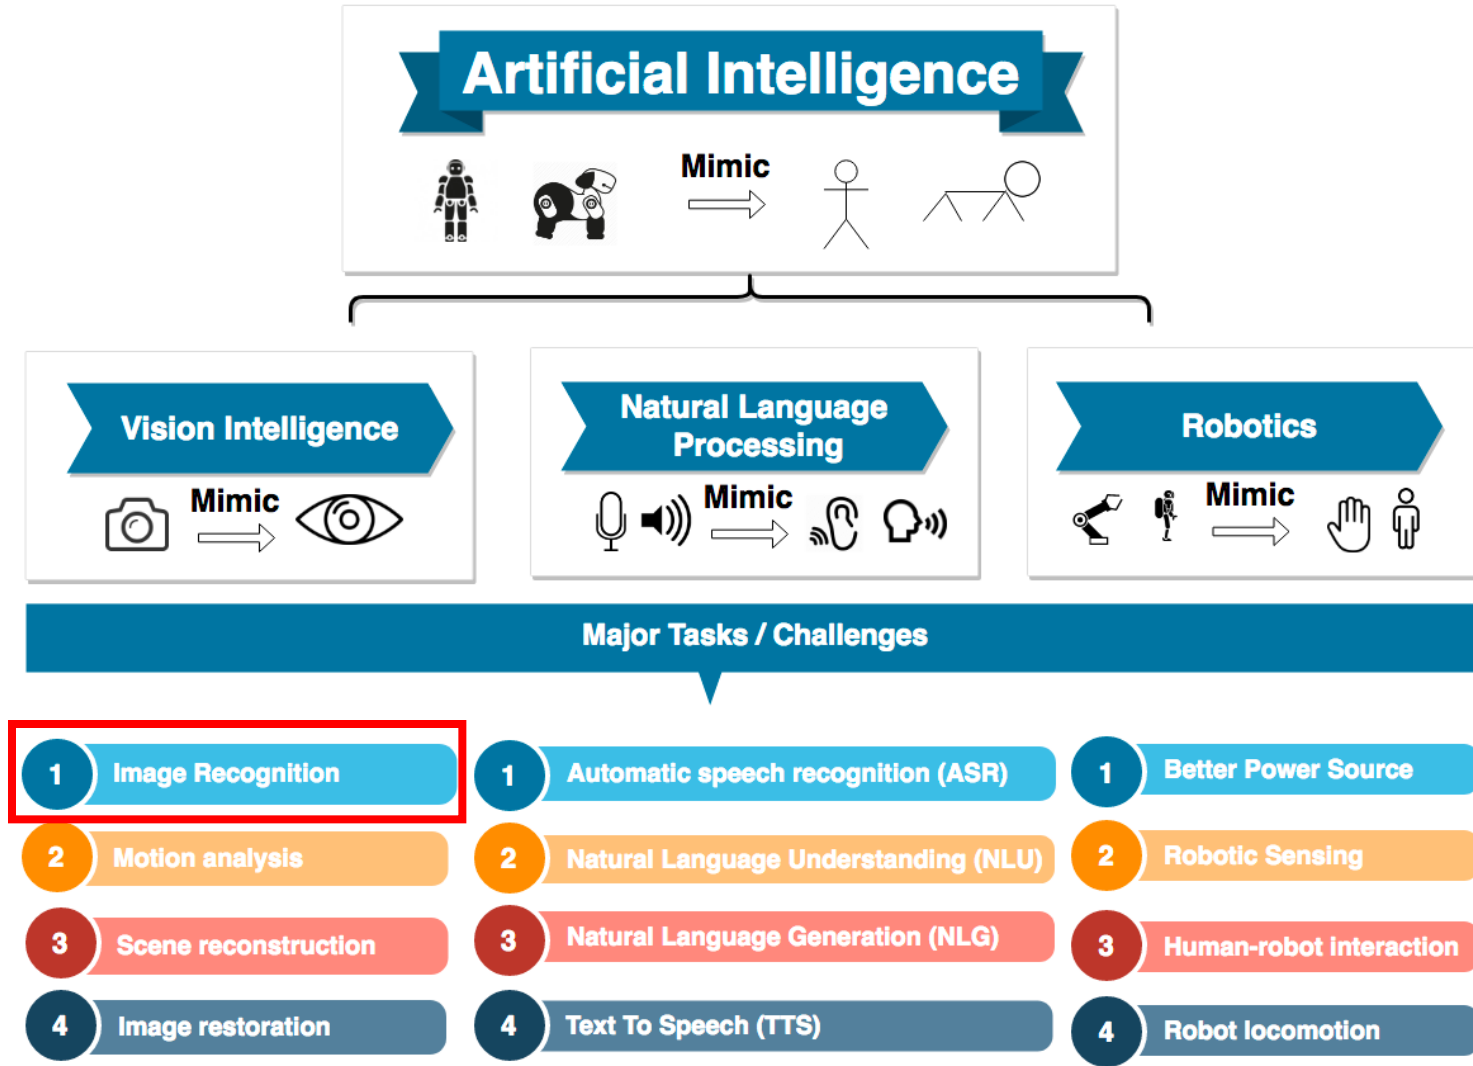 Artificial Intelligence
Mimic
Vision Intelligence
Mimic
Natural Language
Processing
Mimic
Robotics
Mimic
Major Tasks / Challenges
1 Image Recognition
2 Motion analysis
3 Scene reconstruction
4 Image restoration
1 Automatic speech recognition (ASR)
2 Natural Language Understanding (NLU)
3 Natural Language Generation (NLG)
4 Text To Speech (TTS)
1 Better Power Source
2 Robotic Sensing
3 Human-robot interaction
4 Robot locomotion